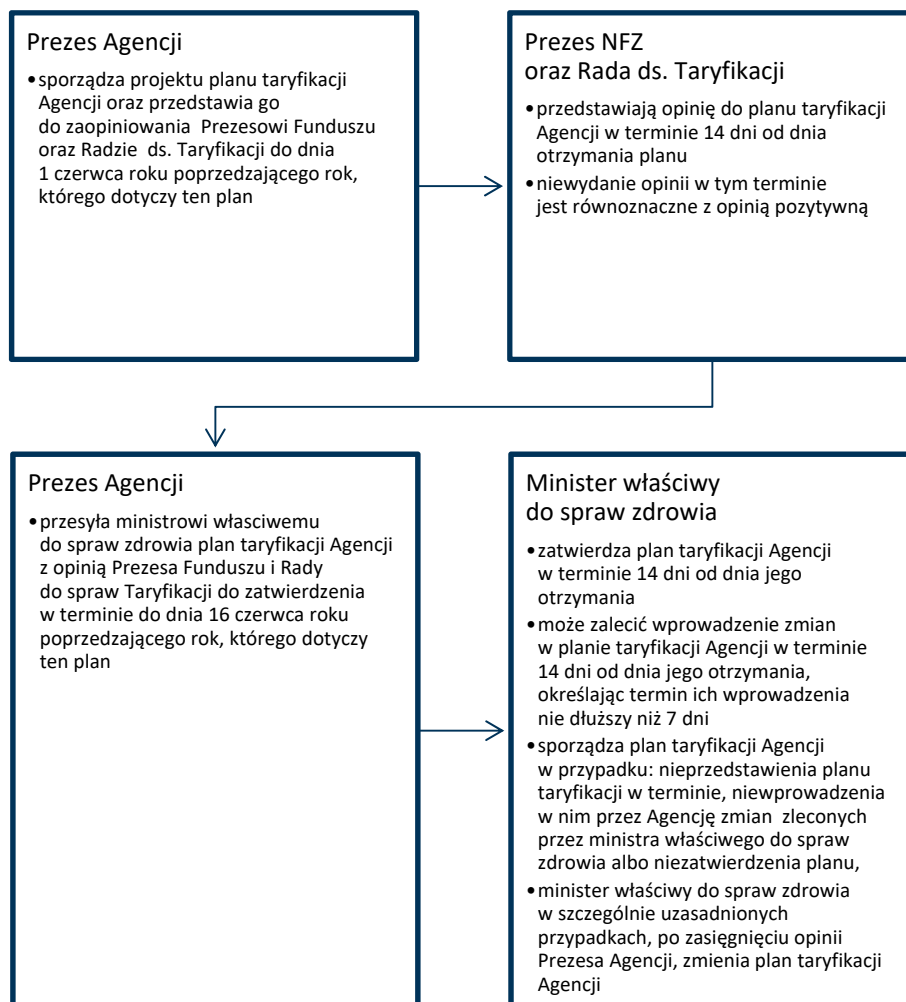 Prezes Agencji
•sporządza projektu planu taryfikacji
Agencji oraz przedstawia go
do zaopiniowania Prezesowi Funduszu
oraz Radzie ds. Taryfikacji do dnia
1 czerwca roku poprzedzającego rok,
którego dotyczy ten plan
Prezes NFZ
oraz Rada ds. Taryfikacji
•przedstawiają opinię do planu taryfikacji
Agencji w terminie 14 dni od dnia
otrzymania planu
•niewydanie opinii w tym terminie
jest równoznaczne z opinią pozytywną
Prezes Agencji
•przesyła ministrowi własciwemu
do spraw zdrowia plan taryfikacji Agencji
z opinią Prezesa Funduszu i Rady
do spraw Taryfikacji do zatwierdzenia
w terminie do dnia 16 czerwca roku
poprzedzającego rok, którego dotyczy
ten plan
Minister właściwy
do spraw zdrowia
•zatwierdza plan taryfikacji Agencji
w terminie 14 dni od dnia jego
otrzymania
•może zalecić wprowadzenie zmian
w planie taryfikacji Agencji w terminie
14 dni od dnia jego otrzymania,
określając termin ich wprowadzenia
nie dłuższy niż 7 dni
•sporządza plan taryfikacji Agencji
w przypadku: nieprzedstawienia planu
taryfikacji w terminie, niewprowadzenia
w nim przez Agencję zmian zleconych
przez ministra właściwego do spraw
zdrowia albo niezatwierdzenia planu,
•minister właściwy do spraw zdrowia
w szczególnie uzasadnionych
przypadkach, po zasięgnięciu opinii
Prezesa Agencji, zmienia plan taryfikacji
Agencji